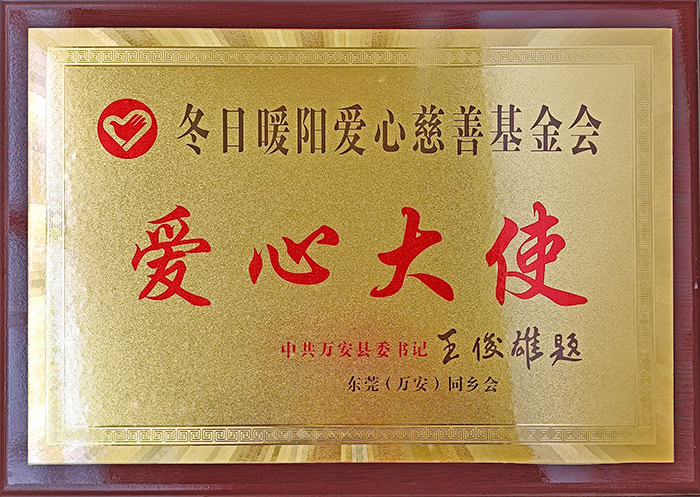 冬日暖阳爱心慈善基金会
爱心大使
中共万安县委书记 王俊雄题
东莞(万安)同乡会